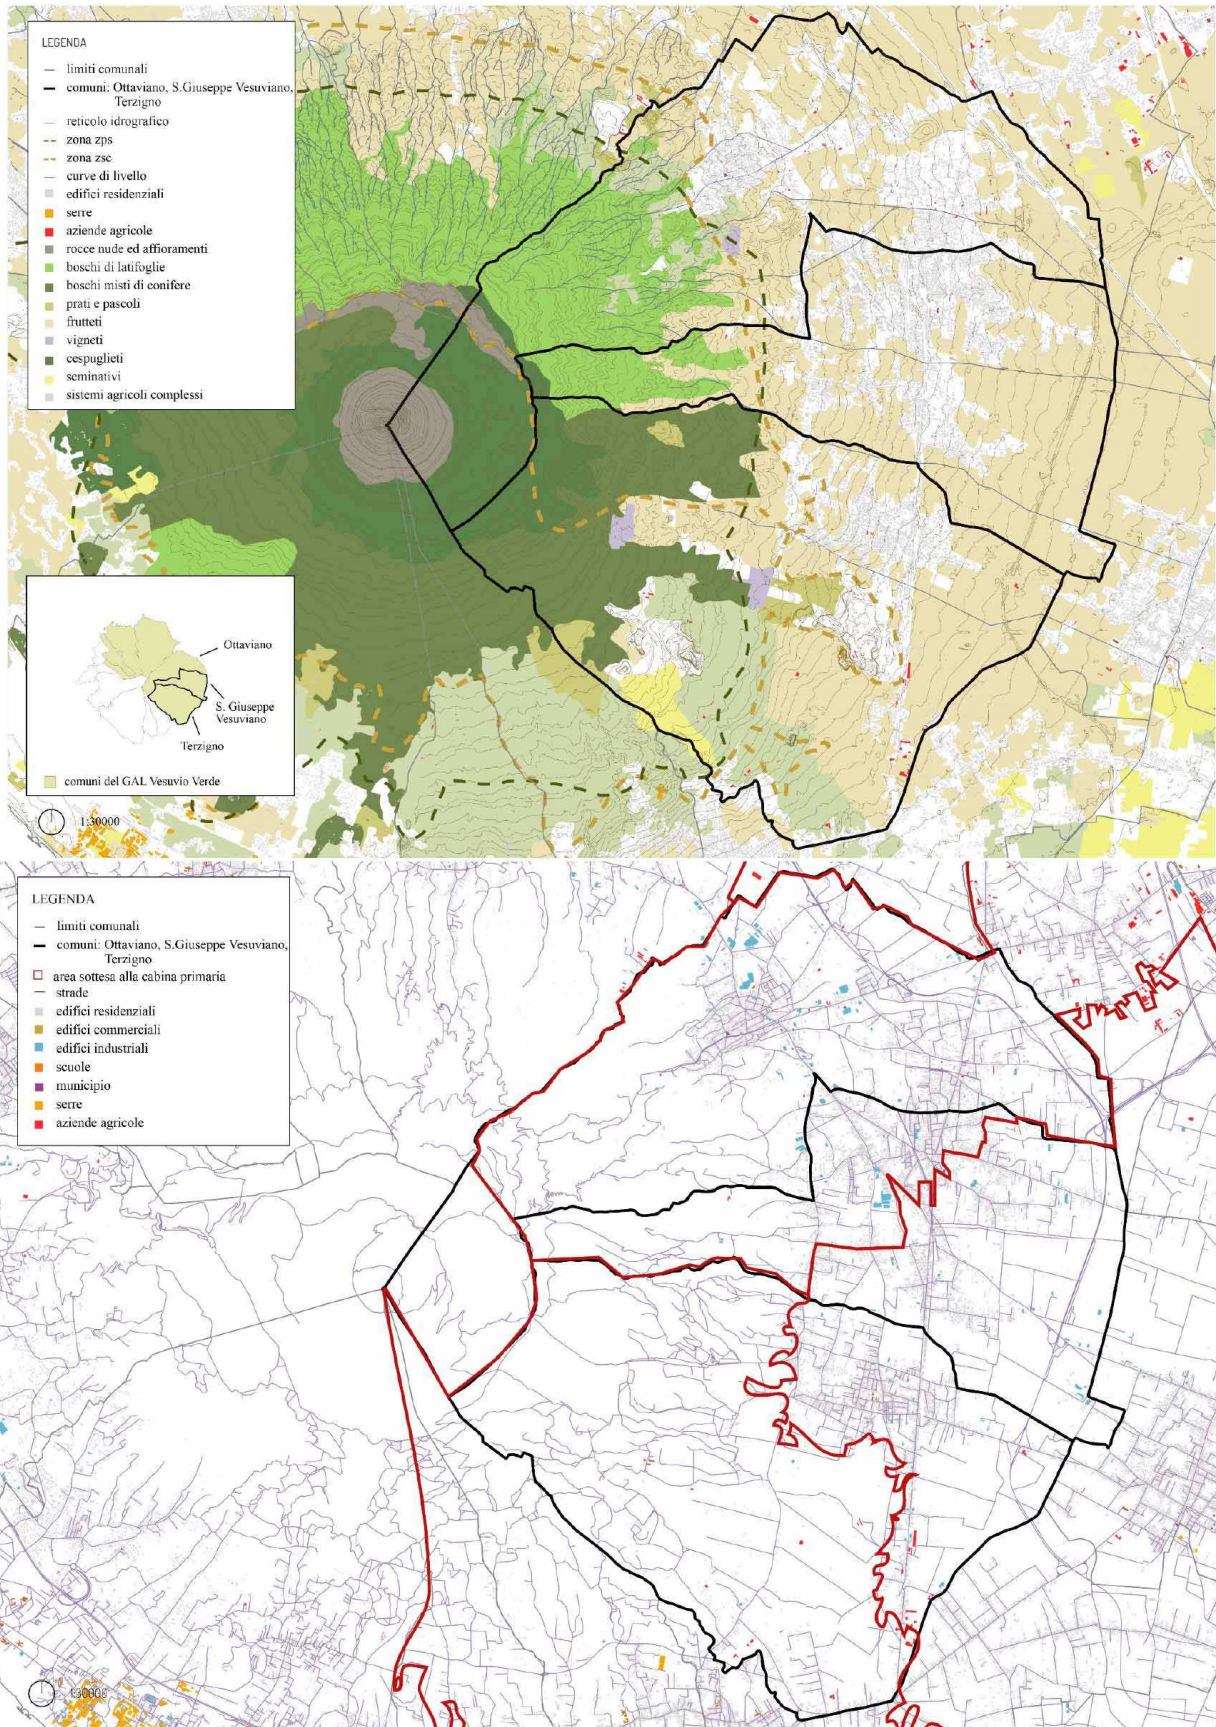 LEGENDA
limiti comunali
comuni: Ottaviano, S.Giuseppe Vesuviano,
Terzigno
reticolo idrografico
zona zps
zona zsc
curve di livello
edifici residenziali
serre
aziende agricole
rocce nude ed affioramenti
boschi di latifoglie
boschi misti di conifere
prati e pascoli
frutteti
vigneti
cespuglieti
seminativi
sistemi agricoli complessi
Ottaviano
S. Giuseppe
Vesuviano
Terzigno
comuni del GAL Vesuvio Verde
1:30000
LEGENDA
limiti comunali
comuni: Ottaviano, S.Giuseppe Vesuviano,
Terzigno
area sottesa alla cabina primaria
strade
edifici residenziali
edifici commerciali
edifici industriali
scuole
municipio
serre
aziende agricole
1:30000